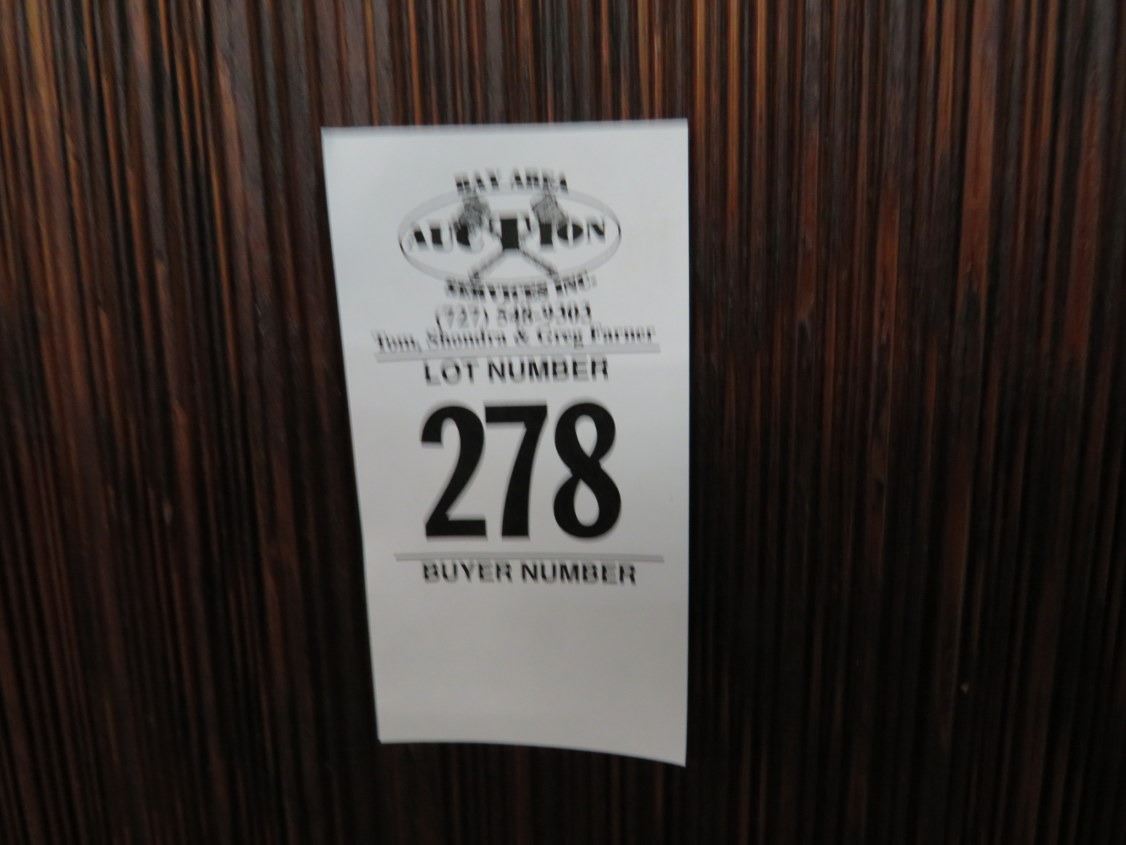 BAY AREA
AUCTION
SERVICES INC.
(727) 548-9303
Tom, Shondra & Greg Farner
LOT NUMBER
278
BUYER NUMBER